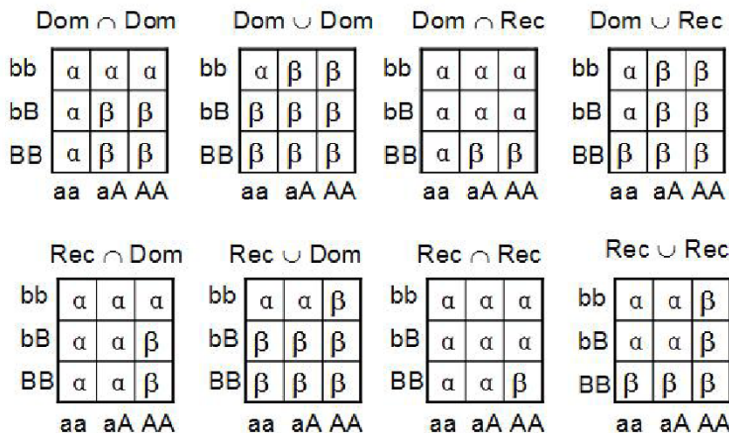 Dom ∩ Dom Dom ∪ Dom Dom ∩ Rec Dom ∪ Rec
bb α α α bb α β β bb α α α bb α β β
bB α β β bB β β β bB α α α bB α β β
BB α β β BB β β β BB α β β BB β β β
aa aA AA aa aA AA aa aA AA aa aA AA
Rec ∩ Dom Rec ∪ Dom Rec ∩ Rec Rec ∪ Rec
bb α α α bb α α β bb α α α bb α α β
bB α α β bB β β β bB α α α bB α α β
BB α α β BB β β β BB α α β BB β β β
aa aA AA aa aA AA aa aA AA aa aA AA